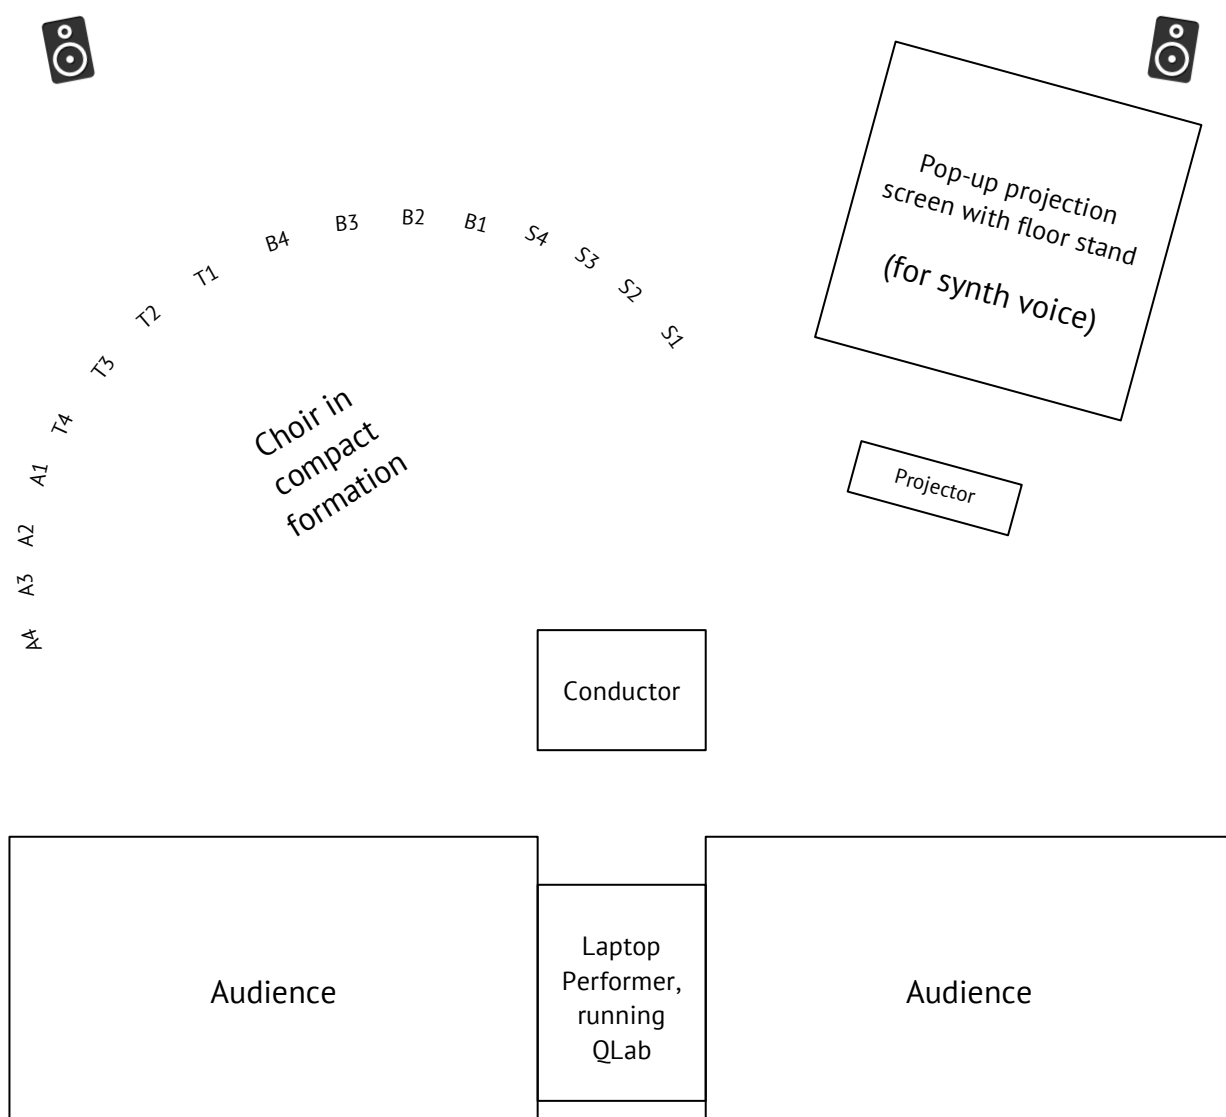 Pop-up projection
screen with floor stand
(for synth voice)
A4
A3
A2
A1
T4
T3
T2
T1
B4
B3
B2
B1
S4
S3
S2
S1
Choir in
compact
formation
Projector
Conductor
Audience
Laptop
Performer,
running
QLab
Audience